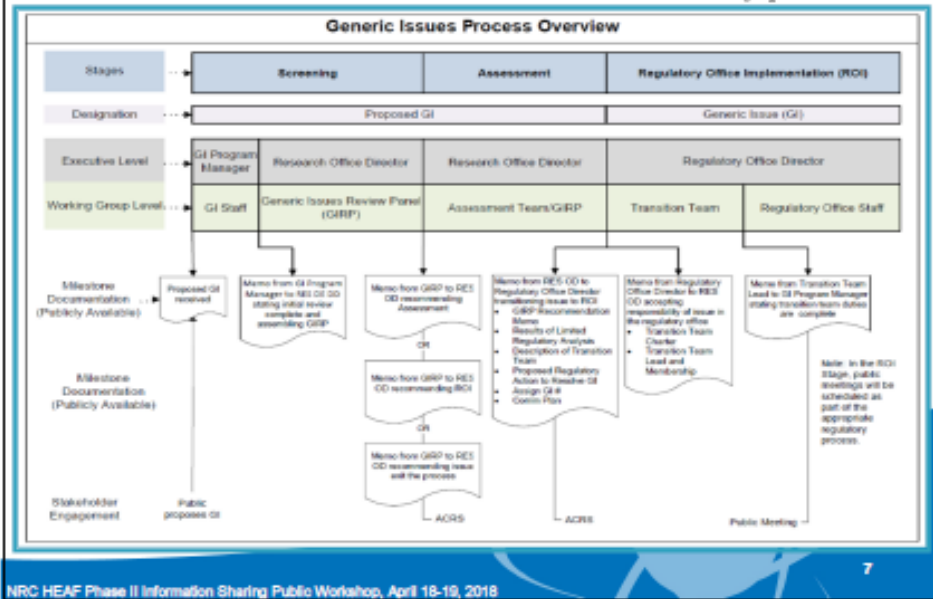 Generic Issues Process Overview
Stages
Screening
Assessment
Regulatory Office Implementation (ROI)
Designation
Proposed GI
Generic Issue (GI)
Executive Level
GI Program
Manager
Research Office Director
Research Office Director
Regulatory Office Director
Working Group Level
GI Staff
Generic Issues Review Panel
(GIRP)
Assessment Team/GIRP
Transition Team
Regulatory Office Staff
Milestone
Documentation
(Publicly Available)
Proposed GI
received
Memo from GI Program
Manager to RES
stating initial review
complete and
assembling GIRP
Memo from GIRP to RES
OD recommending
Assessment
OR
Memo from GIRP to RES
OD recommending ROI
OR
Memo from GIRP to RES
OD recommending issue
exit the process
Memo from RES OD to
Regulatory Office Director
transitioning issue to ROI
• GIRP Recommendation
Memo
• Results of Limited
Regulatory Analysis
• Description of Transition
Team
• Proposed Regulatory
Action to Resolve GI
• Assign GI #
• Comm Plan
Memo from Regulatory
Office Director to RES
OD accepting
responsibility of issue in
the regulatory office
• Transition Team
Charter
• Transition Team
Lead and
Membership
Memo from Transition Team
Lead to GI Program Manager
stating transition team duties
are complete
Milestone
Documentation
(Publicly Available)
Note: In the ROI
Stage, public
meetings will be
scheduled as
part of the
appropriate
regulatory
process.
Stakeholder
Engagement
Public
proposes GI
ACRS
ACRS
Public Meeting
7
NRC HEAF Phase II Information Sharing Public Workshop, April 18-19, 2018